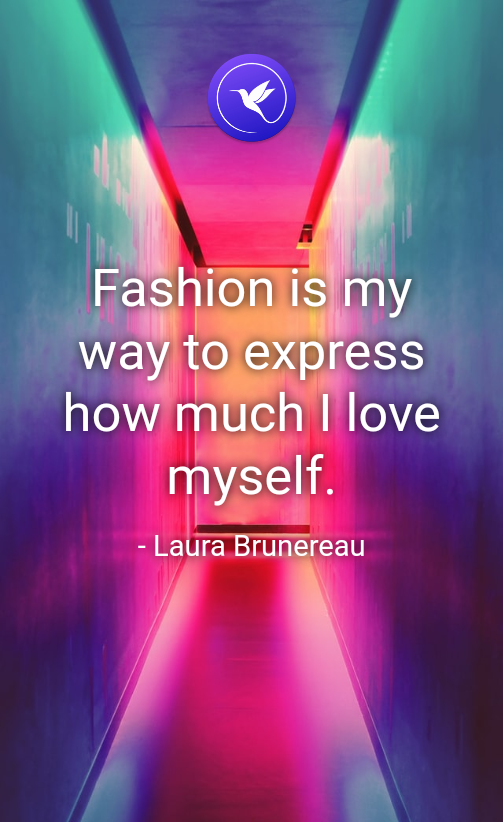 Fashion is my
way to express
how much I love
myself.
- Laura Brunereau